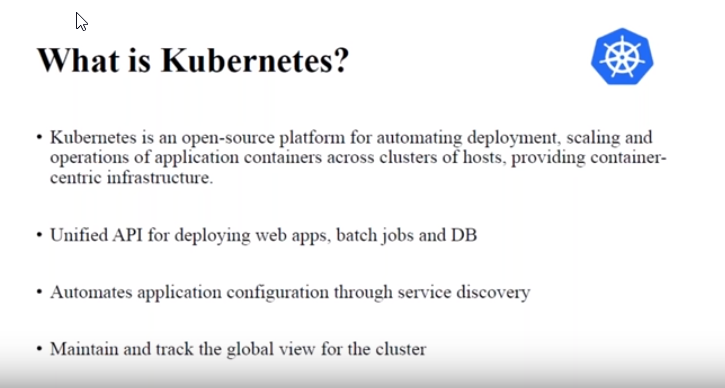 What is Kubernetes?
• Kubernetes is an open-source platform for automating deployment, scaling and
operations of application containers across clusters of hosts, providing container-
centric infrastructure.
• Unified API for deploying web apps, batch jobs and DB
• Automates application configuration through service discovery
• Maintain and track the global view for the cluster